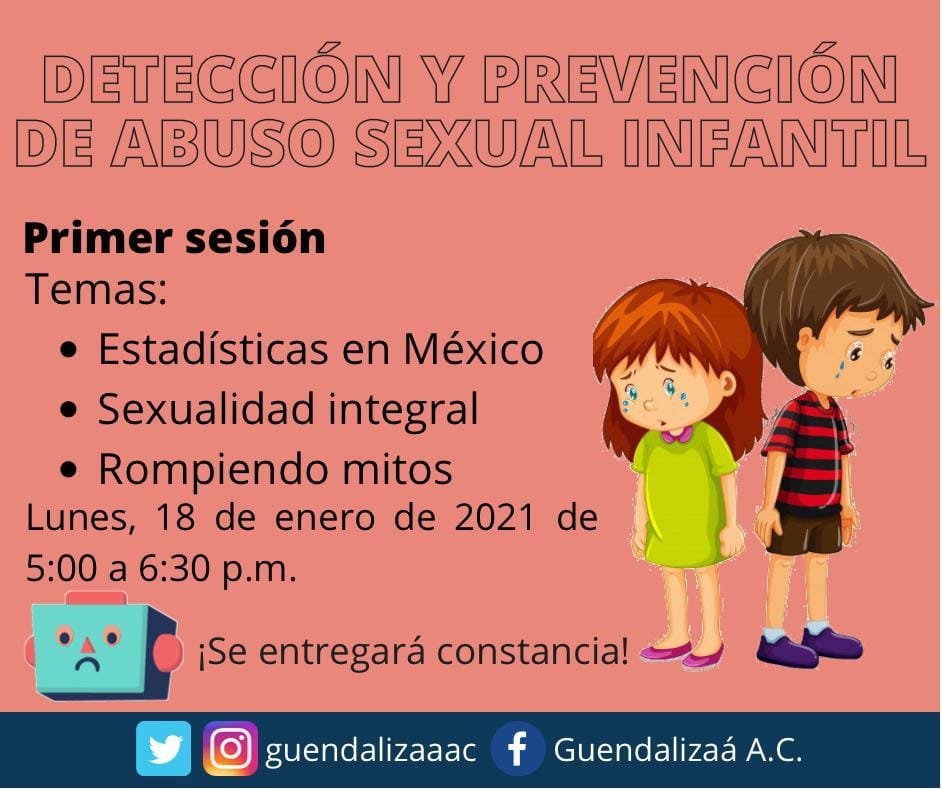 DETECCIÓN Y PREVENCIÓN
DE ABUSO SEXUAL INFANTIL
Primer sesión
Temas:
• Estadísticas en México
• Sexualidad integral
• Rompiendo mitos
Lunes, 18 de enero de 2021 de
5:00 a 6:30 p.m.
¡Se entregará constancia!
guendalizaaac Guendalizaá A.C.